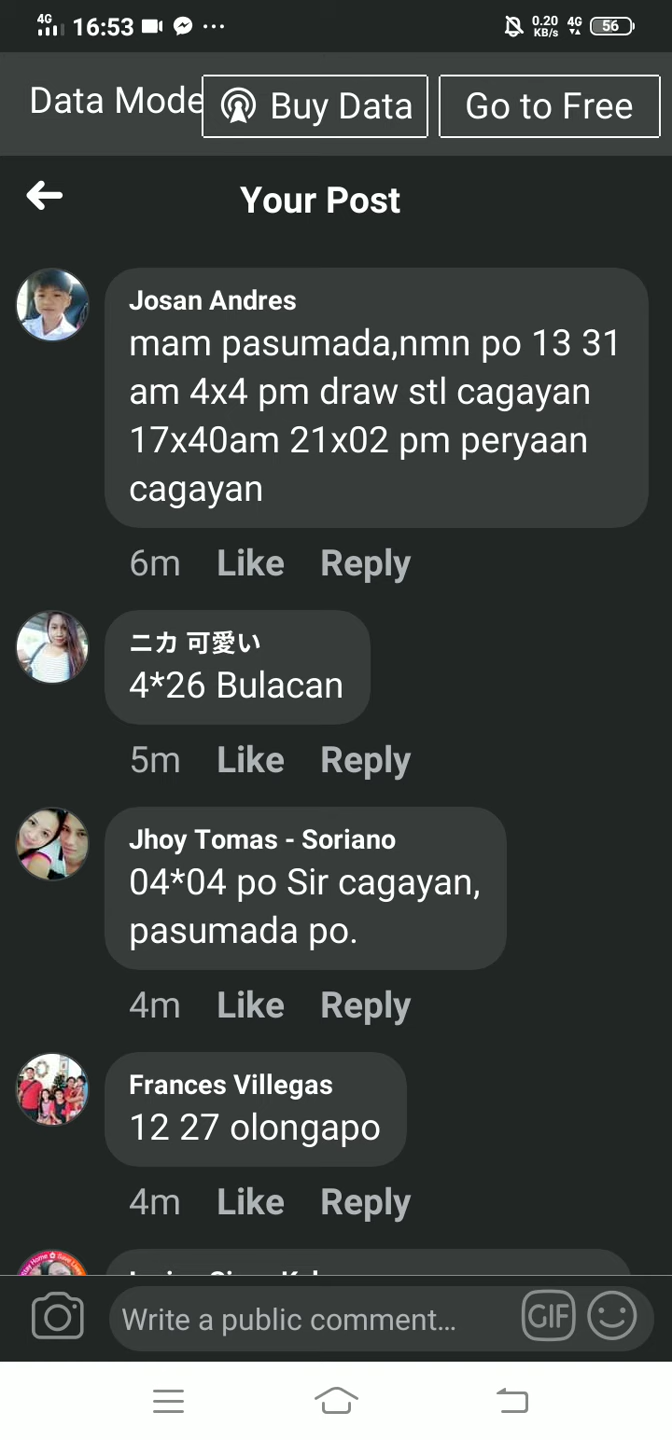 4G 16:53 ... 0.20 KB/s 4G 56
Data Mode Buy Data Go to Free
Your Post
Josan Andres
mam pasumada,nmn po 13 31
am 4x4 pm draw stl cagayan
17x40am 21x02 pm peryaan
cagayan
6m Like Reply
ニカ 可愛い
4*26 Bulacan
5m Like Reply
Jhoy Tomas - Soriano
04*04 po Sir cagayan,
pasumada po.
4m Like Reply
Frances Villegas
12 27 olongapo
4m Like Reply
Write a public comment...
GIF